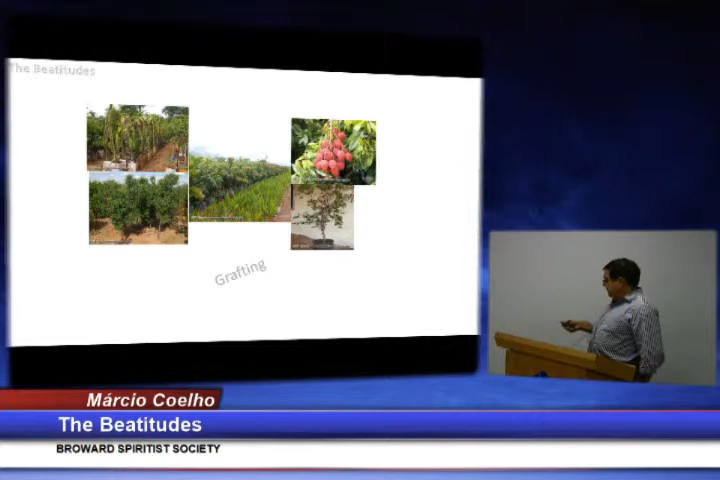 The Beatitudes
Grafting
Márcio Coelho
The Beatitudes
BROWARD SPIRITIST SOCIETY